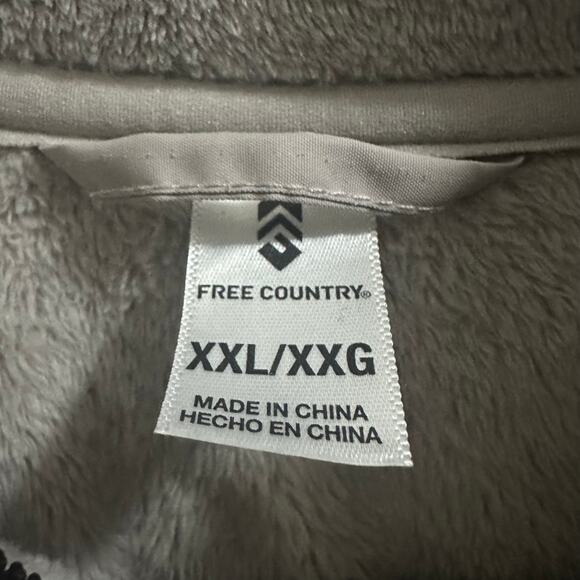 FREE COUNTRY®
XXL/XXG
MADE IN CHINA
HECHO EN CHINA